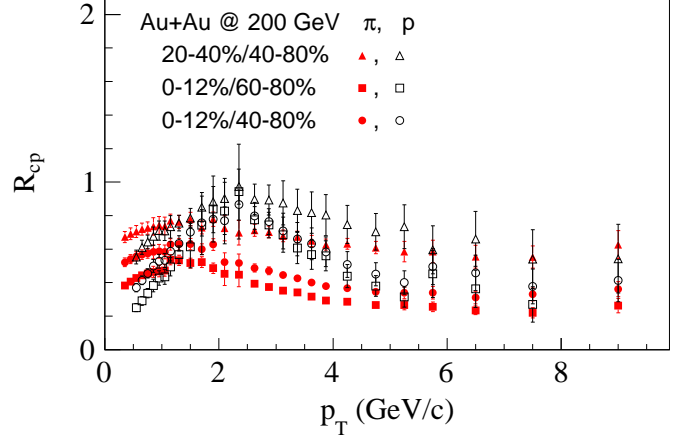 2
Au+Au @ 200 GeV π, p
20-40%/40-80% , 
0-12%/60-80% , 
0-12%/40-80% , 
R_cp
1
0
0 2 4 6 8
p_T (GeV/c)